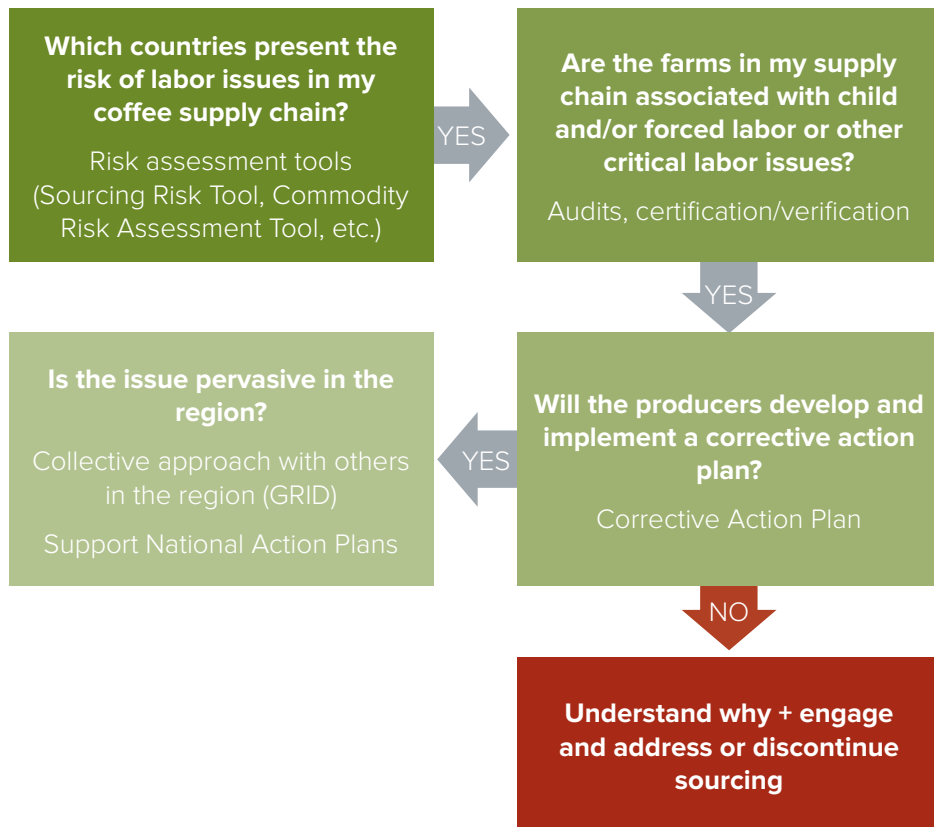 Which countries present the
risk of labor issues in my
coffee supply chain?
Risk assessment tools
(Sourcing Risk Tool, Commodity
Risk Assessment Tool, etc.)
YES
Are the farms in my supply
chain associated with child
and/or forced labor or other
critical labor issues?
Audits, certification/verification
YES
Will the producers develop and
implement a corrective action
plan?
Corrective Action Plan
YES
Is the issue pervasive in the
region?
Collective approach with others
in the region (GRID)
Support National Action Plans
NO
Understand why + engage
and address or discontinue
sourcing